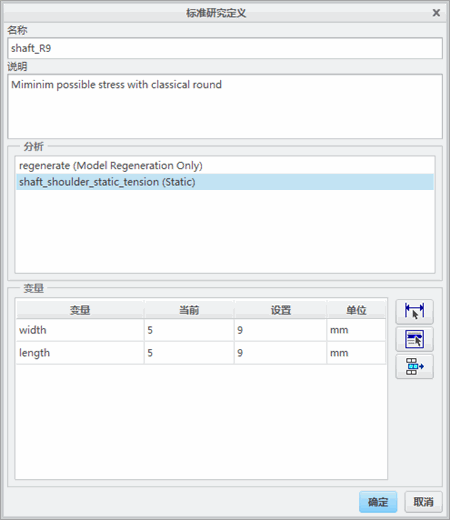 标准研究定义
名称
shaft_R9
说明
Miminim possible stress with classical round
分析
regenerate (Model Regeneration Only)
shaft_shoulder_static_tension (Static)
变量
变量 当前 设置 单位
width 5 9 mm
length 5 9 mm
确定 取消